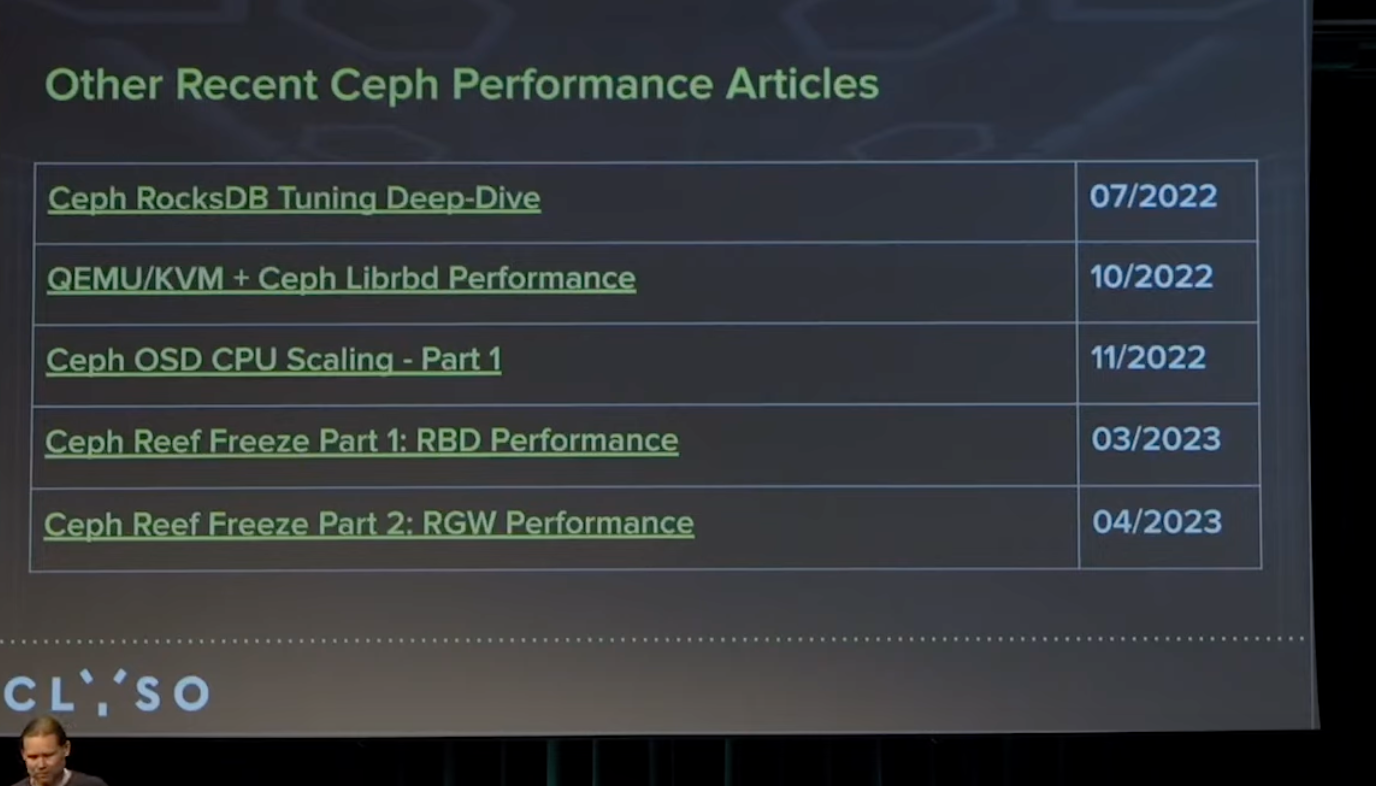 Other Recent Ceph Performance Articles
Ceph RocksDB Tuning Deep-Dive 07/2022
QEMU/KVM + Ceph Librbd Performance 10/2022
Ceph OSD CPU Scaling - Part 1 11/2022
Ceph Reef Freeze Part 1: RBD Performance 03/2023
Ceph Reef Freeze Part 2: RGW Performance 04/2023
CLYSO